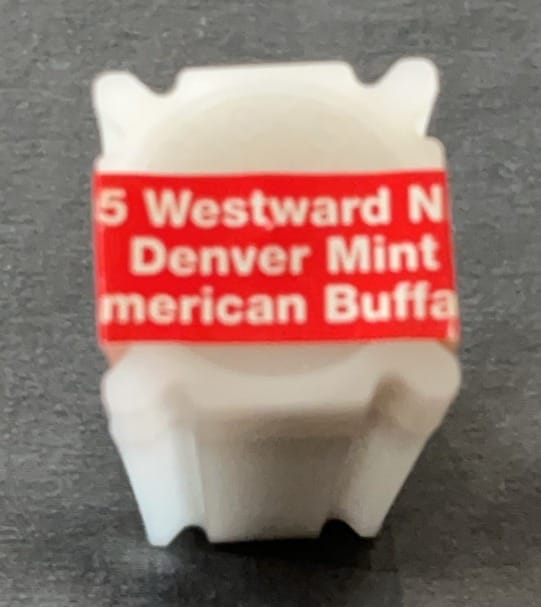 5 Westward N
Denver Mint
merican Buffa